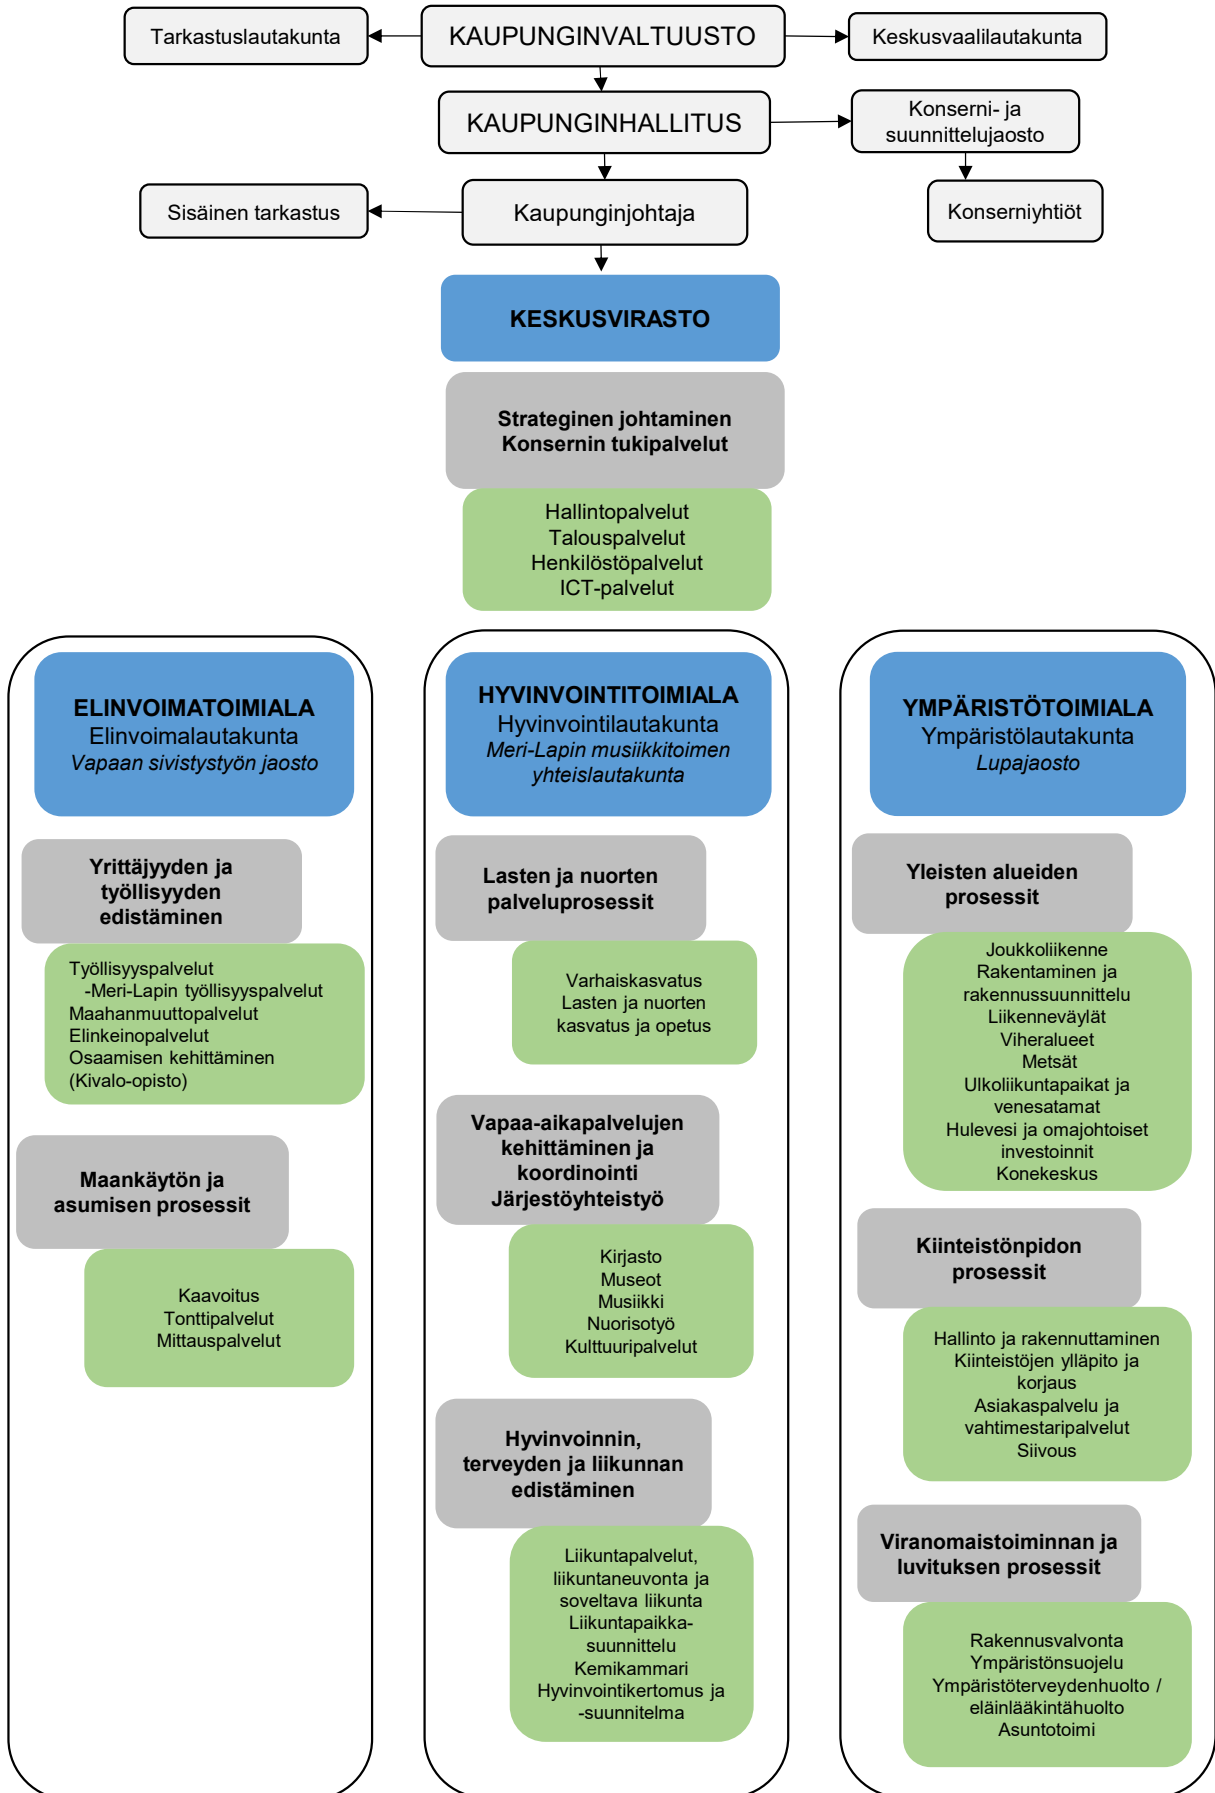 Tarkastuslautakunta
KAUPUNGINVALTUUSTO
Keskusvaalilautakunta
KAUPUNGINHALLITUS
Konserni- ja
suunnittelujaosto
Sisäinen tarkastus
Kaupunginjohtaja
Konserniyhtiöt
KESKUSVIRASTO
Strateginen johtaminen
Konsernin tukipalvelut
Hallintopalvelut
Talouspalvelut
Henkilöstöpalvelut
ICT-palvelut
ELINVOIMATOIMIALA
Elinvoimalautakunta
Vapaan sivistystyön jaosto
Yrittäjyyden ja
työllisyyden
edistäminen
Työllisyyspalvelut
-Meri-Lapin työllisyyspalvelut
Maahanmuuttopalvelut
Elinkeinopalvelut
Osaamisen kehittäminen
(Kivalo-opisto)
Maankäytön ja
asumisen prosessit
Kaavoitus
Tonttipalvelut
Mittauspalvelut
HYVINVOINTITOIMIALA
Hyvinvointilautakunta
Meri-Lapin musiikkitoimen
yhteislautakunta
Lasten ja nuorten
palveluprosessit
Varhaiskasvatus
Lasten ja nuorten
kasvatus ja opetus
Vapaa-aikapalvelujen
kehittäminen ja
koordinointi
Järjestöyhteistyö
Kirjasto
Museot
Musiikki
Nuorisotyö
Kulttuuripalvelut
Hyvinvoinnin,
terveyden ja liikunnan
edistäminen
Liikuntapalvelut,
liikuntaneuvonta ja
soveltava liikunta
Liikuntapaikka-
suunnittelu
Kemikammari
Hyvinvointikertomus ja
-suunnitelma
YMPÄRISTÖTOIMIALA
Ympäristölautakunta
Lupajaosto
Yleisten alueiden
prosessit
Joukkoliikenne
Rakentaminen ja
rakennussuunnittelu
Liikenneväylät
Viheralueet
Metsät
Ulkoliikuntapaikat ja
venesatamat
Hulevesi ja omajohtoiset
investoinnit
Konekeskus
Kiinteistönpidon
prosessit
Hallinto ja rakennuttaminen
Kiinteistöjen ylläpito ja
korjaus
Asiakaspalvelu ja
vahtimestaripalvelut
Siivous
Viranomaistoiminnan ja
luvituksen prosessit
Rakennusvalvonta
Ympäristönsuojelu
Ympäristöterveydenhuolto /
eläinlääkintähuolto
Asuntotoimi